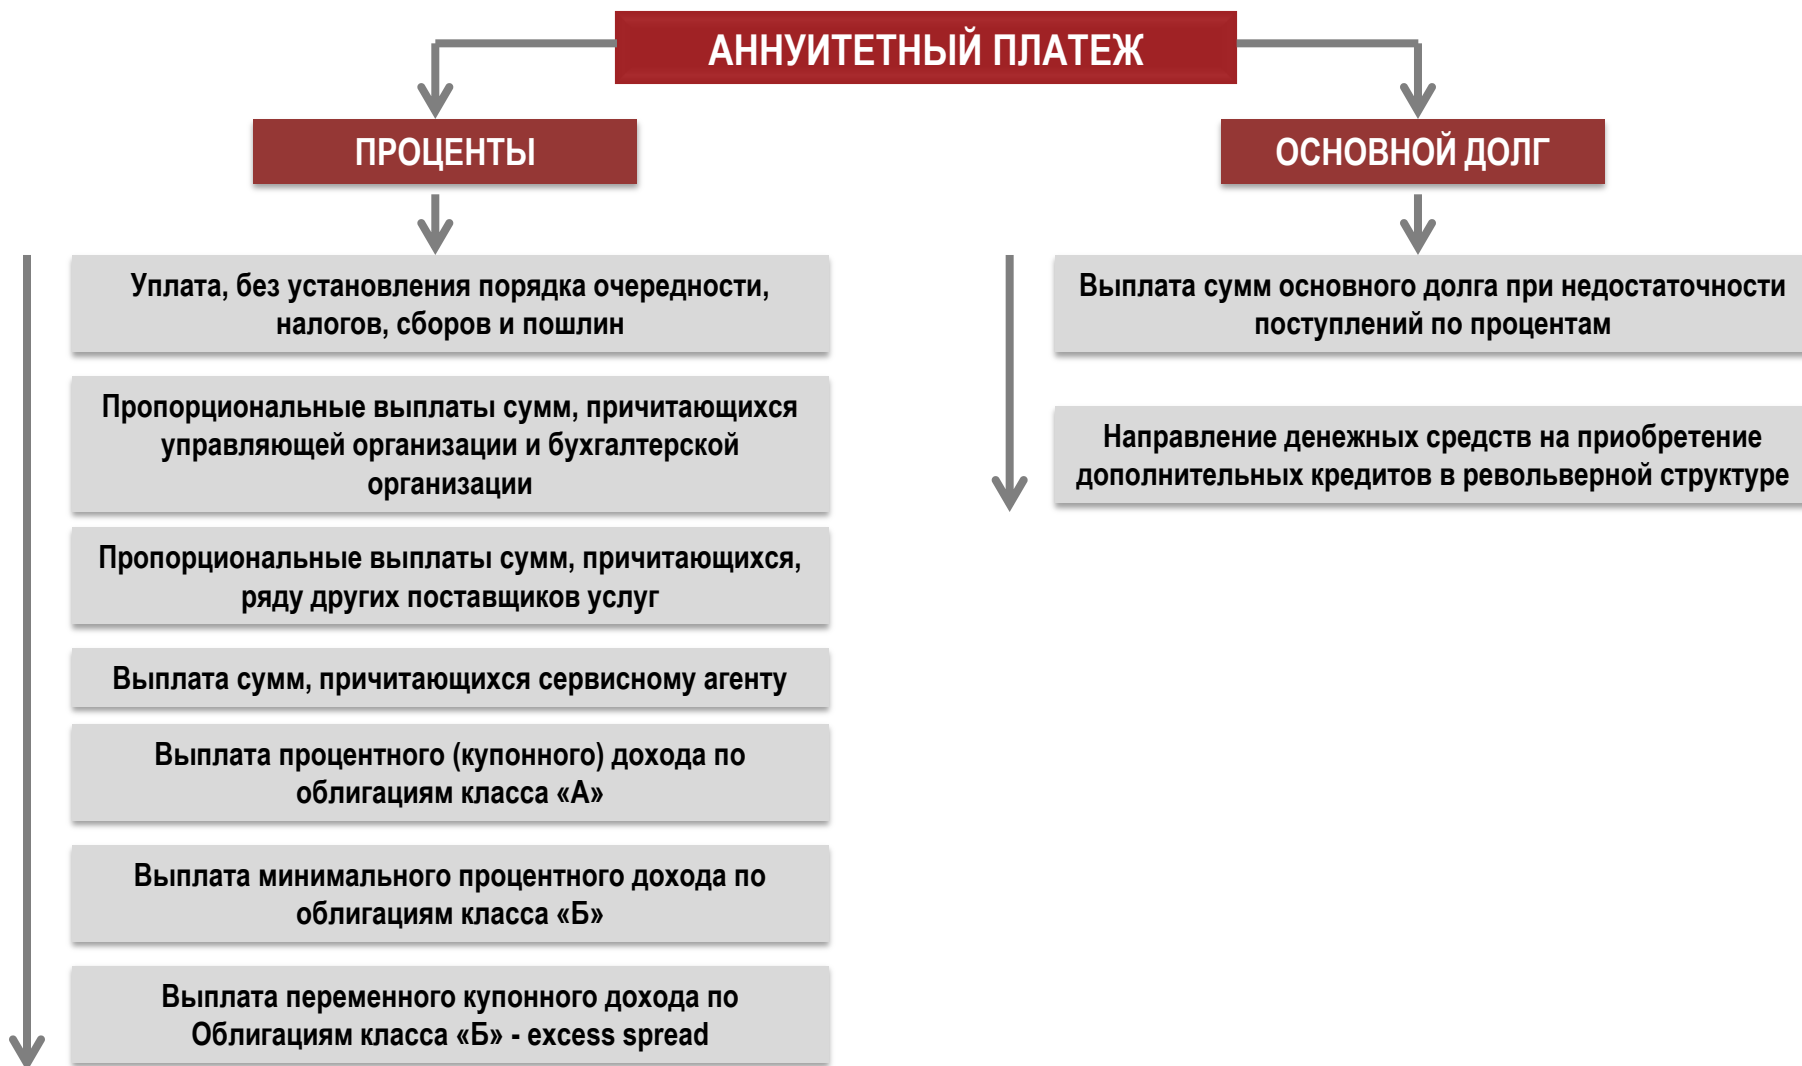 АННУИТЕТНЫЙ ПЛАТЕЖ
ПРОЦЕНТЫ
Уплата, без установления порядка очередности,
налогов, сборов и пошлин
Пропорциональные выплаты сумм, причитающихся
управляющей организации и бухгалтерской
организации
Пропорциональные выплаты сумм, причитающихся,
ряду других поставщиков услуг
Выплата сумм, причитающихся сервисному агенту
Выплата процентного (купонного) дохода по
облигациям класса «А»
Выплата минимального процентного дохода по
облигациям класса «Б»
Выплата переменного купонного дохода по
Облигациям класса «Б» - excess spread
ОСНОВНОЙ ДОЛГ
Выплата сумм основного долга при недостаточности
поступлений по процентам
Направление денежных средств на приобретение
дополнительных кредитов в револьверной структуре